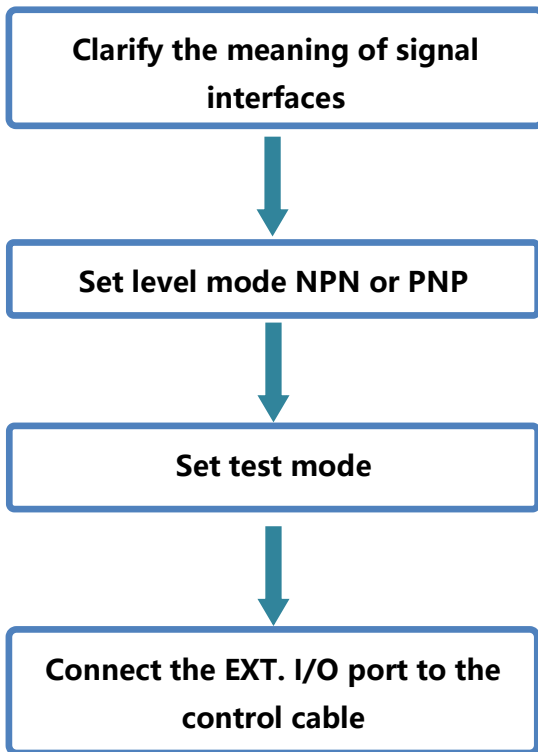 Clarify the meaning of signal
interfaces
Set level mode NPN or PNP
Set test mode
Connect the EXT. I/O port to the
control cable